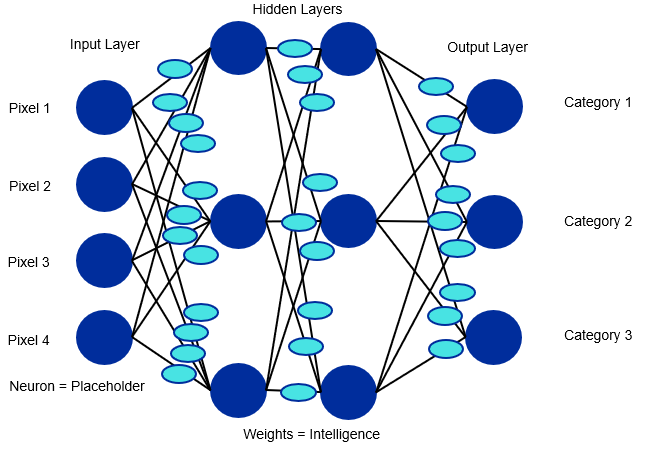 Hidden Layers
Input Layer
Output Layer
Pixel 1
Category 1
Pixel 2
Category 2
Pixel 3
Category 3
Pixel 4
Neuron = Placeholder
Weights = Intelligence